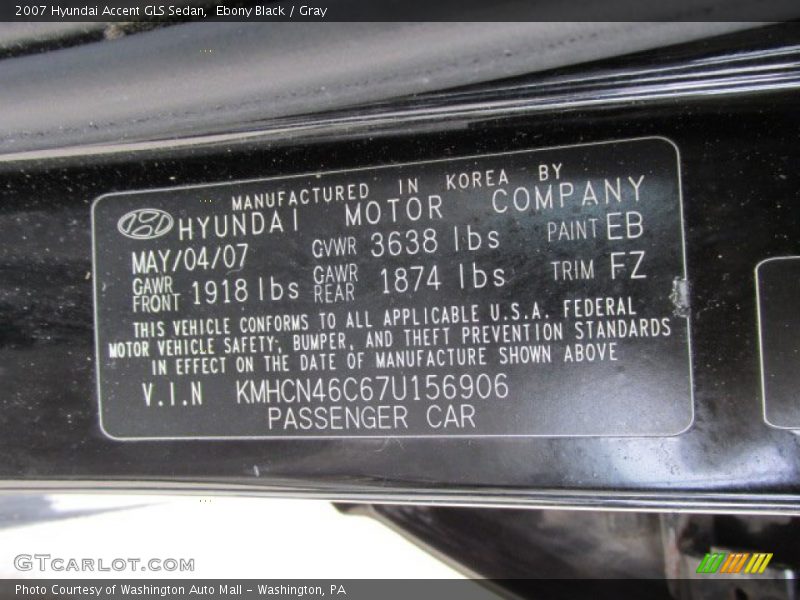 2007 Hyundai Accent GLS Sedan, Ebony Black / Gray
MANUFACTURED IN KOREA BY
HYUNDAI MOTOR COMPANY
MAY/04/07 GVWR 3638 lbs PAINT EB
GAWR FRONT 1918 lbs GAWR REAR 1874 lbs TRIM FZ
THIS VEHICLE CONFORMS TO ALL APPLICABLE U.S.A. FEDERAL
MOTOR VEHICLE SAFETY, BUMPER, AND THEFT PREVENTION STANDARDS
IN EFFECT ON THE DATE OF MANUFACTURE SHOWN ABOVE
V.I.N KMHCN46C67U156906
PASSENGER CAR
GTCARLOT.COM
Photo Courtesy of Washington Auto Mall - Washington, PA